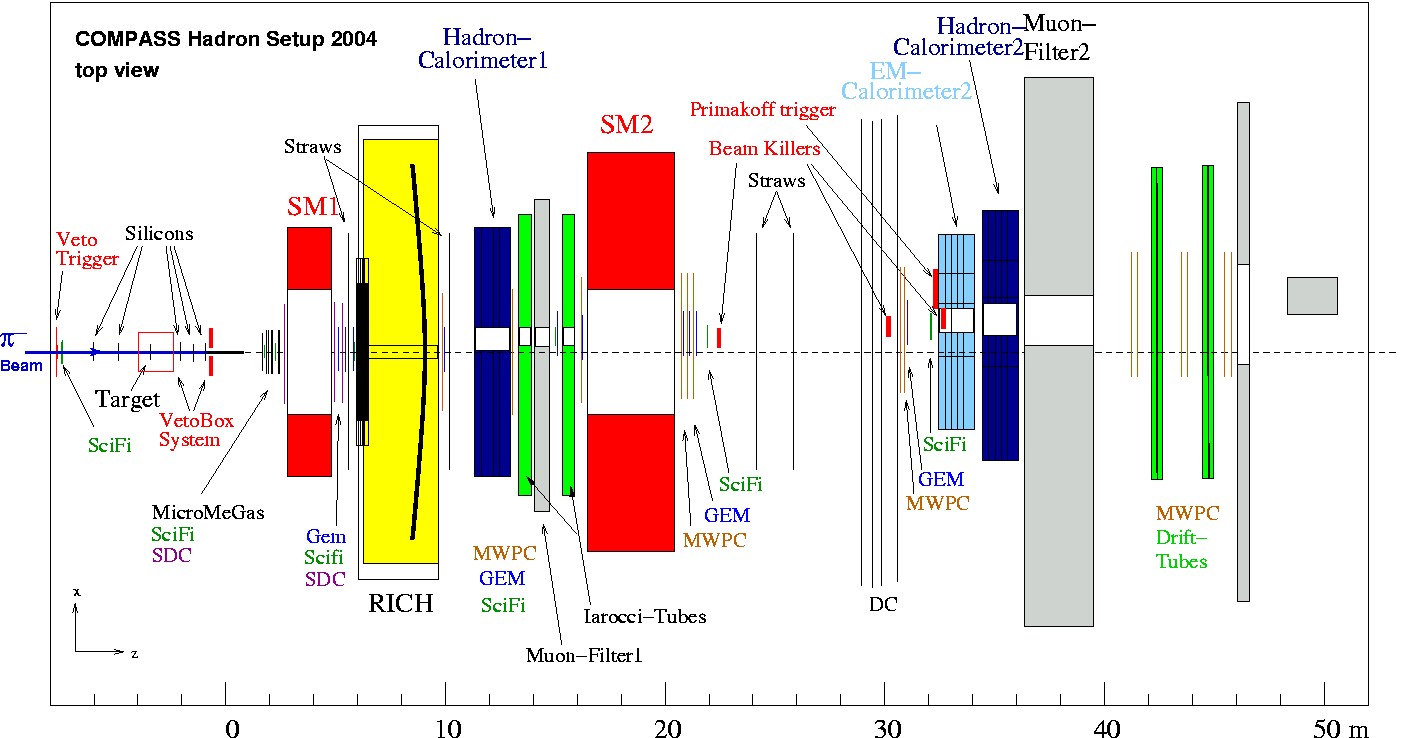 COMPASS Hadron Setup 2004
top view
Hadron–
Calorimeter1
Hadron–
Calorimeter2
Muon–
Filter2
EM–
Calorimeter2
Primakoff trigger
SM2
Beam Killers
Straws
Straws
SM1
Veto
Trigger
Silicons
π
Beam
Target
VetoBox
System
SciFi
MicroMeGas
SciFi
SDC
Gem
Scifi
SDC
RICH
MWPC
GEM
SciFi
Iarocci–Tubes
Muon–Filter1
SciFi
GEM
MWPC
DC
SciFi
GEM
MWPC
MWPC
Drift–
Tubes
x
z
0 10 20 30 40 50 m